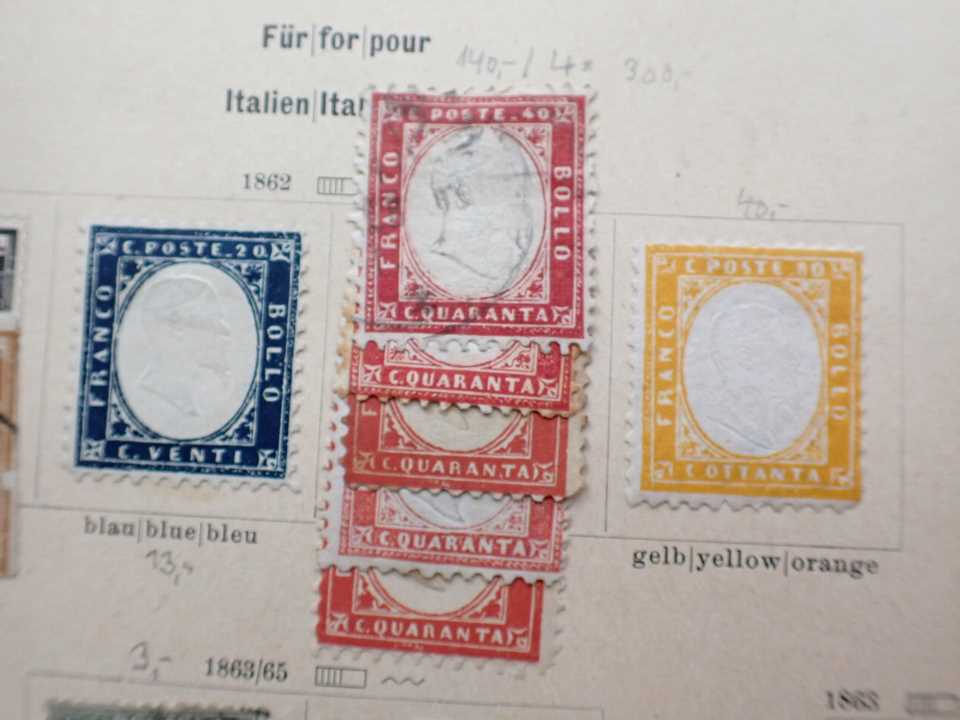 Für|for|pour
140,-/ 4= 300,-
Italien|Ita
1862
40,-
C. POSTE. 20
FRANCO
BOLLO
C. VENTI
C. POSTE. 40
FRANCO
BOLLO
C. QUARANTA
C. QUARANTA
C. QUARANTA
C. QUARANTA
C. QUARANTA
C POSTE 80
FRANCO
BOLLO
C OTTANTA
blau|blue|bleu
13,-
gelb|yellow|orange
3,-
1863/65
1863